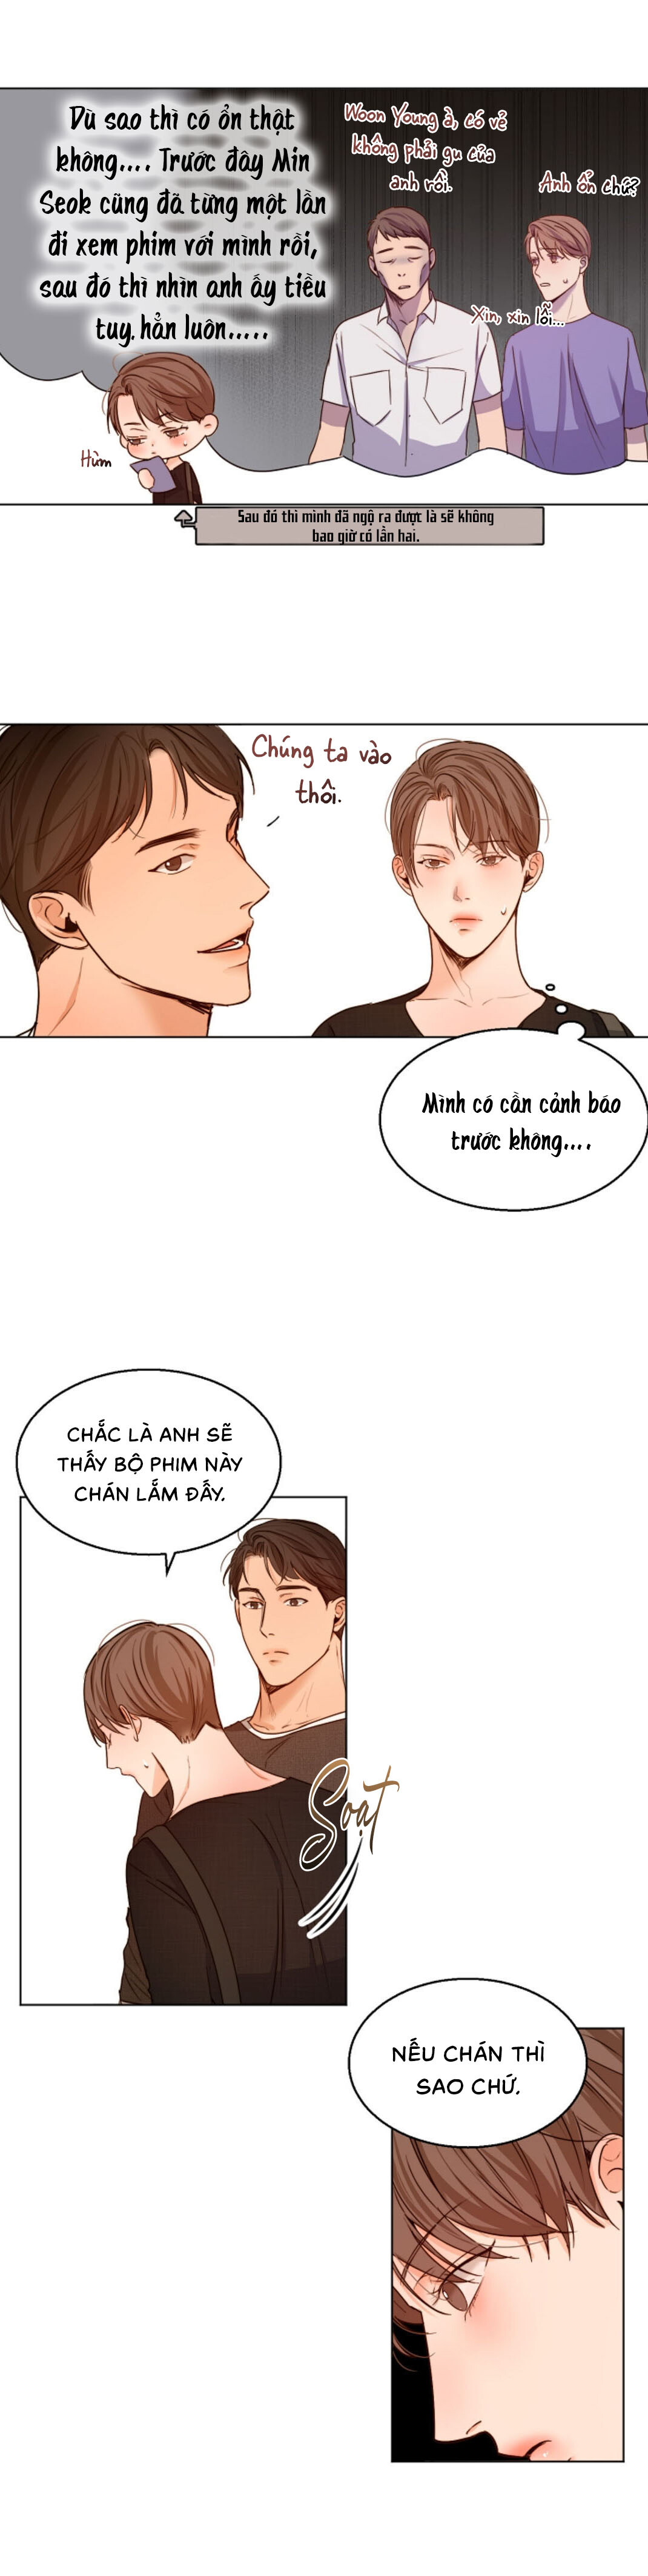 Dù sao thì có ổn thật
không.... Trước đây Min
Seok cũng đã từng một lần
đi xem phim với mình rồi,
sau đó thì nhìn anh ấy tiều
tuy. hẳn luôn.....
Woon Young à, có vẻ
không phải gu của
anh rồi.
Anh ổn chứ?
Xin, xin lỗi...
Hừm
Sau đó thì mình đã ngộ ra được là sẽ không
bao giờ có lần hai.
Chúng ta vào
thôi.
Mình có cần cảnh báo
trước không....
CHẮC LÀ ANH SẼ
THẤY BỘ PHIM NÀY
CHÁN LẮM ĐẤY.
Soạt
NẾU CHÁN THÌ
SAO CHỨ.